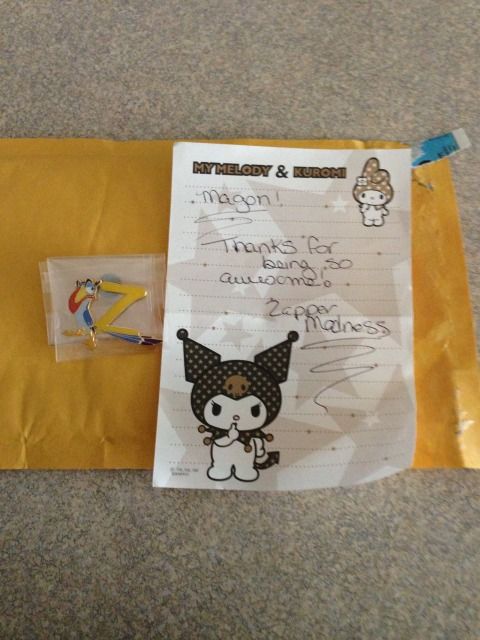 MY MELODY & KUROMI
Magon!
Thanks for
being so
awesome!
Zapper
Madness
Z